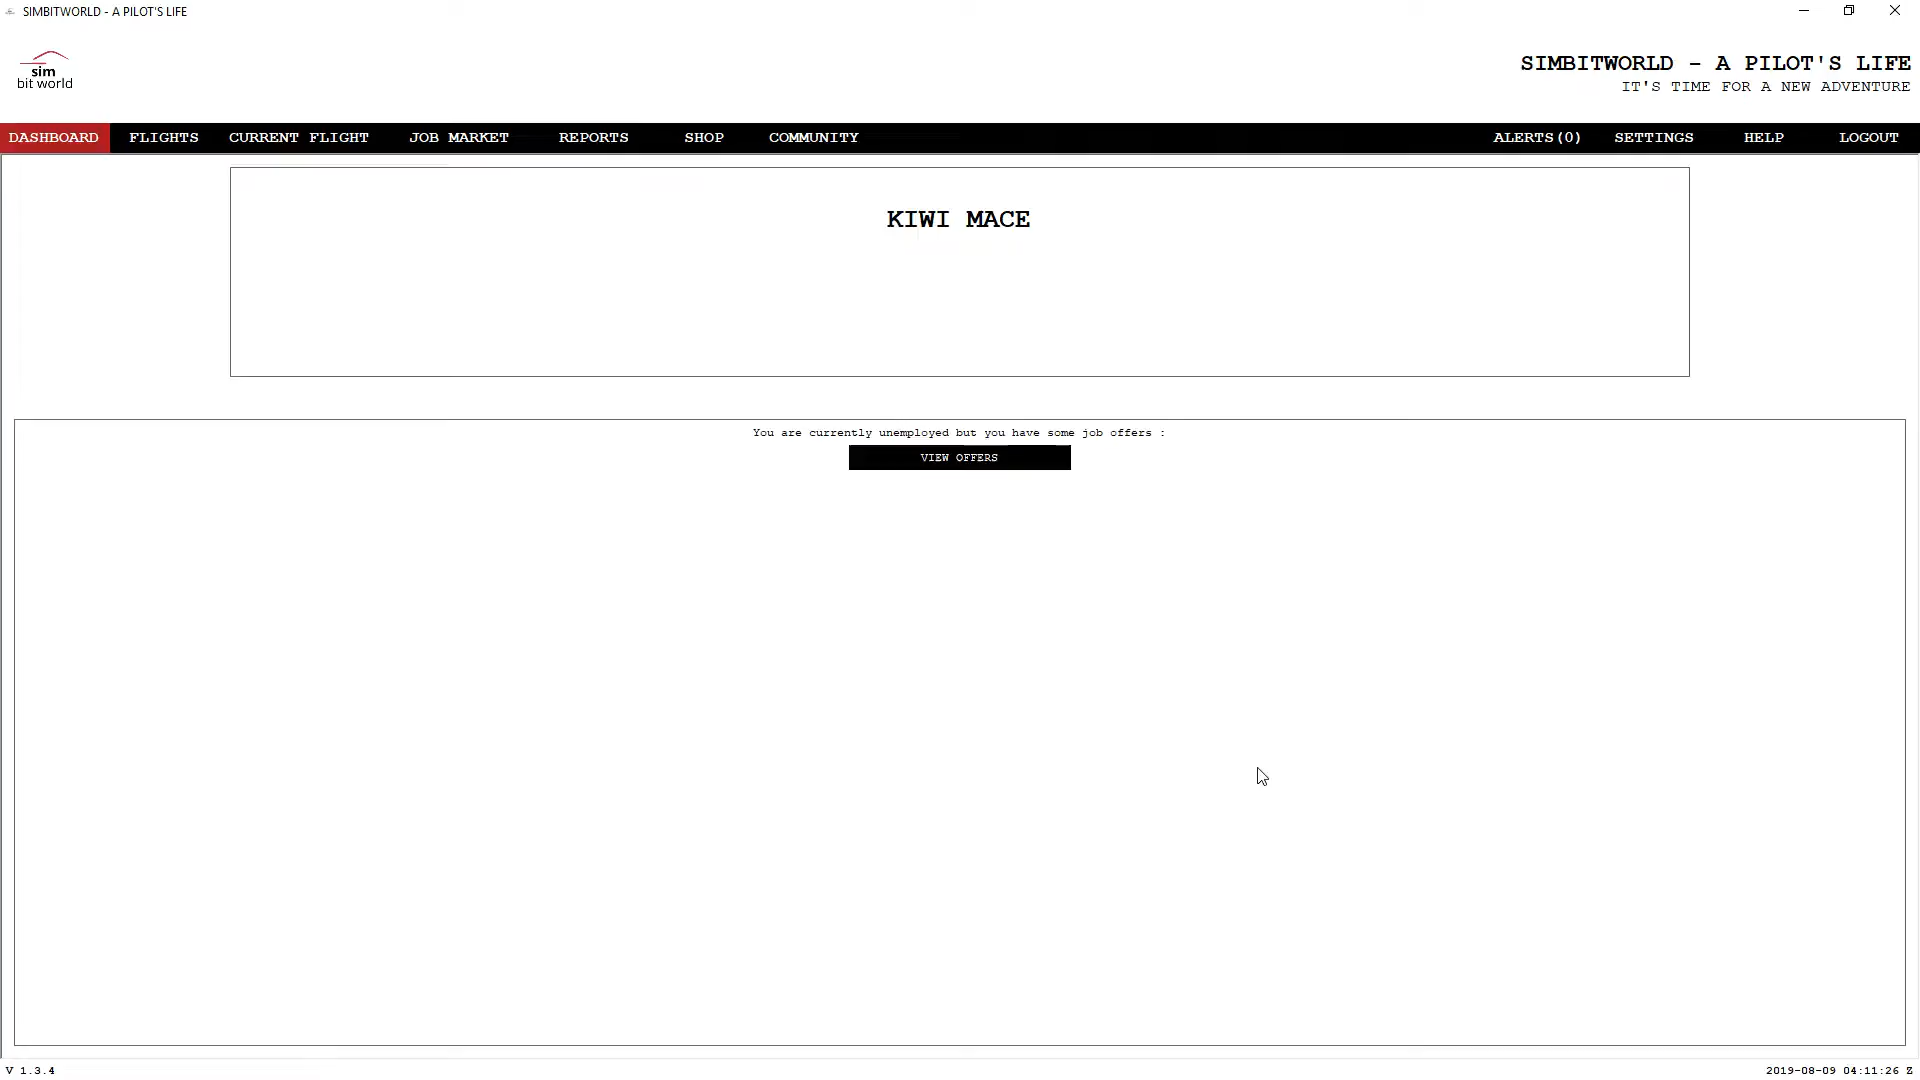 SIMBITWORLD - A PILOT'S LIFE
sim
bit world
SIMBITWORLD - A PILOT'S LIFE
IT'S TIME FOR A NEW ADVENTURE
DASHBOARD FLIGHTS CURRENT FLIGHT JOB MARKET REPORTS SHOP COMMUNITY ALERTS(0) SETTINGS HELP LOGOUT
KIWI MACE
You are currently unemployed but you have some job offers :
VIEW OFFERS
V 1.3.4 2019-08-09 04:11:26 Z